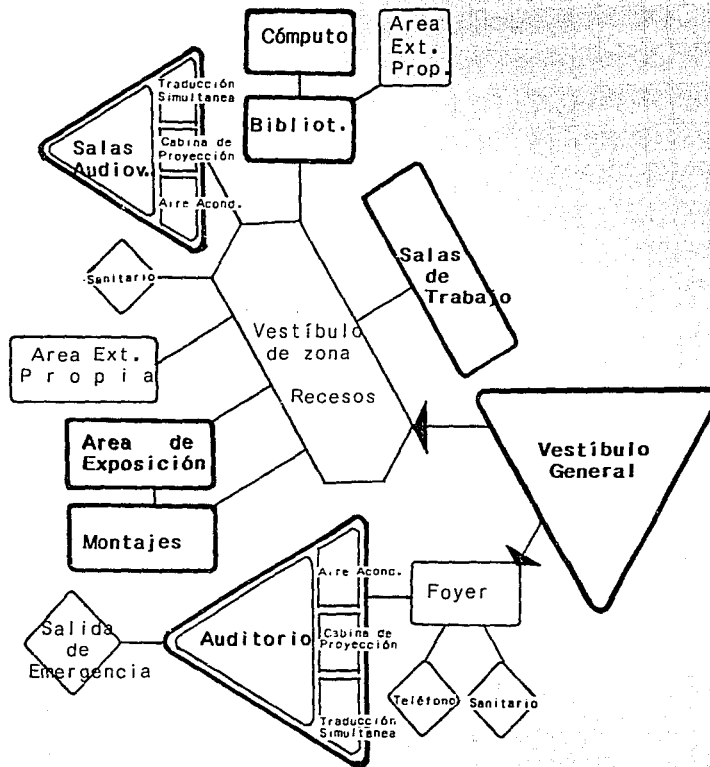 Cómputo
Area
Ext.
Prop.
Bibliot.
Traducción
Simultanea
Cabina de
Proyección
Aire Acond.
Salas
Audiov.
Salas
de
Trabajo
Sanitario
Vestíbulo
de zona
Recesos
Area Ext.
Propia
Area de
Exposición
Montajes
Vestíbulo
General
Aire Acond.
Cabina de
Proyección
Traducción
Simultanea
Auditorio
Foyer
Salida
de
Emergencia
Teléfono
Sanitario